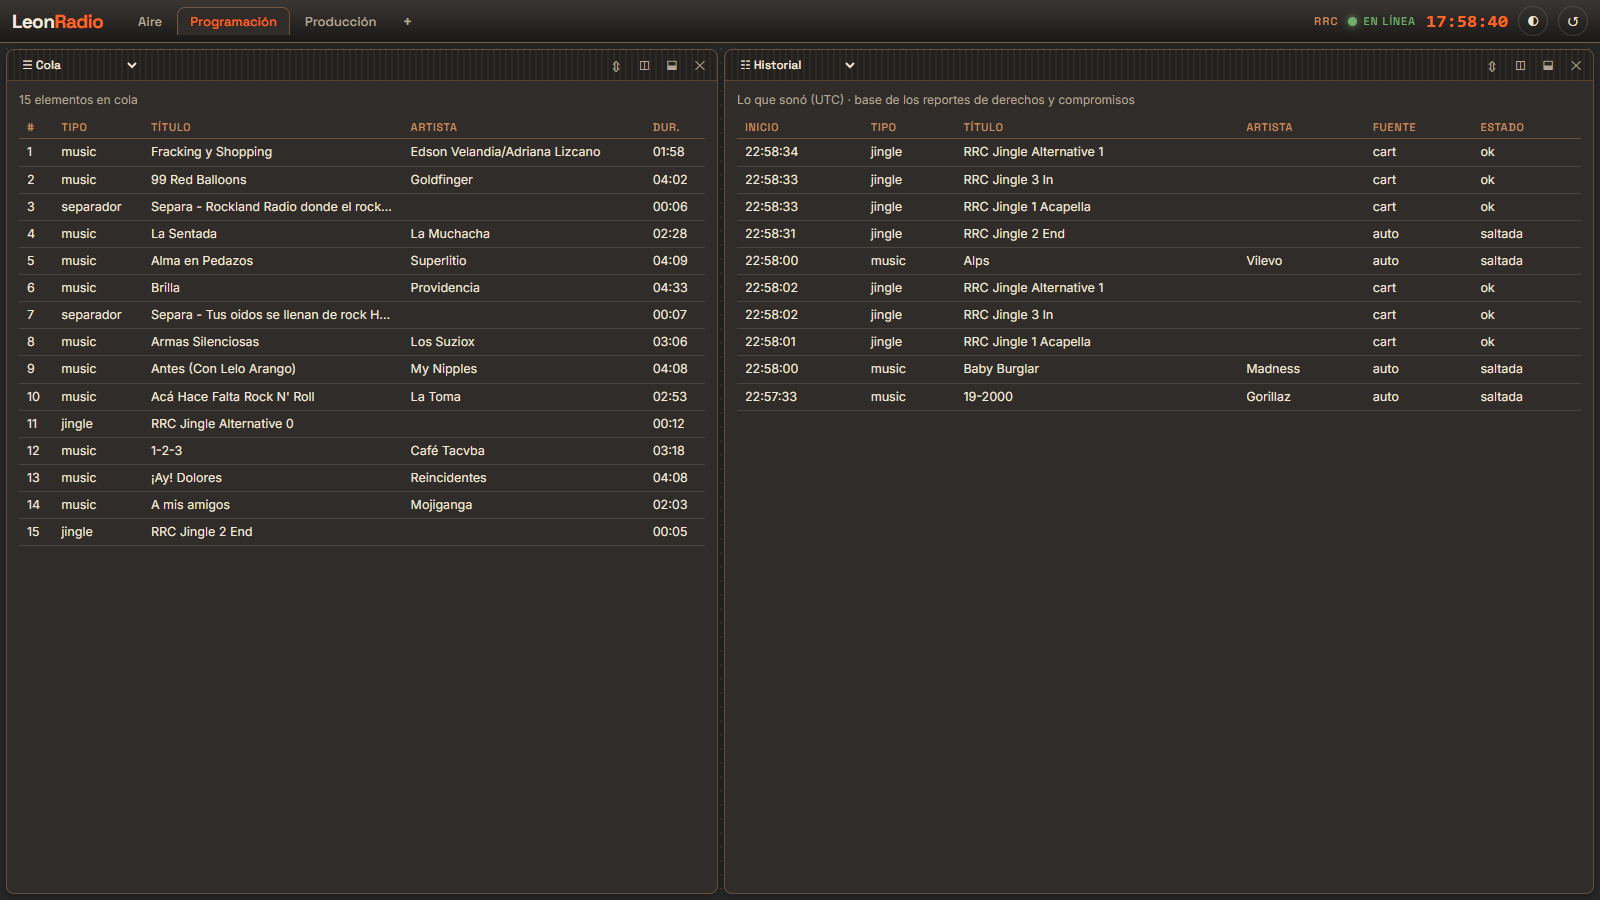 LeonRadio Aire Programación Producción + RRC EN LÍNEA 17:58:40
Cola
15 elementos en cola
# TIPO TÍTULO ARTISTA DUR.
1 music Fracking y Shopping Edson Velandia/Adriana Lizcano 01:58
2 music 99 Red Balloons Goldfinger 04:02
3 separador Separa - Rockland Radio donde el rock... 00:06
4 music La Sentada La Muchacha 02:28
5 music Alma en Pedazos Superlitio 04:09
6 music Brilla Providencia 04:33
7 separador Separa - Tus oidos se llenan de rock H... 00:07
8 music Armas Silenciosas Los Suziox 03:06
9 music Antes (Con Lelo Arango) My Nipples 04:08
10 music Acá Hace Falta Rock N' Roll La Toma 02:53
11 jingle RRC Jingle Alternative 0 00:12
12 music 1-2-3 Café Tacvba 03:18
13 music ¡Ay! Dolores Reincidentes 04:08
14 music A mis amigos Mojiganga 02:03
15 jingle RRC Jingle 2 End 00:05
Historial
Lo que sonó (UTC) · base de los reportes de derechos y compromisos
INICIO TIPO TÍTULO ARTISTA FUENTE ESTADO
22:58:34 jingle RRC Jingle Alternative 1 cart ok
22:58:33 jingle RRC Jingle 3 In cart ok
22:58:33 jingle RRC Jingle 1 Acapella cart ok
22:58:31 jingle RRC Jingle 2 End auto saltada
22:58:00 music Alps Vilevo auto saltada
22:58:02 jingle RRC Jingle Alternative 1 cart ok
22:58:02 jingle RRC Jingle 3 In cart ok
22:58:01 jingle RRC Jingle 1 Acapella cart ok
22:58:00 music Baby Burglar Madness auto saltada
22:57:33 music 19-2000 Gorillaz auto saltada